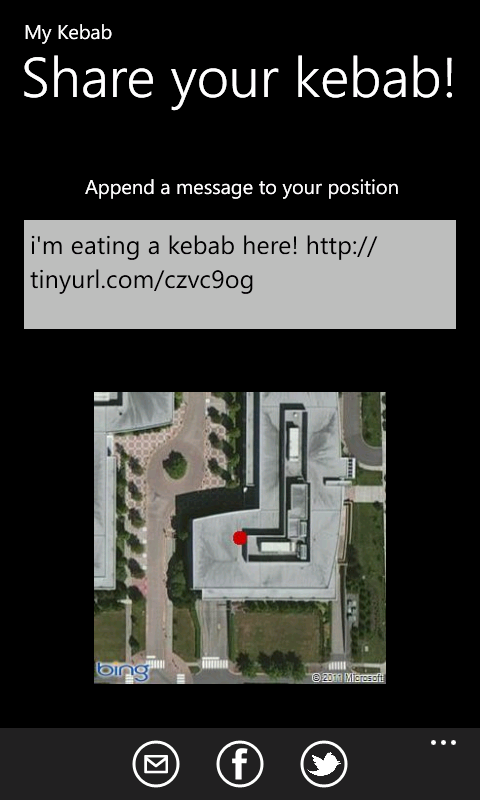 My Kebab
Share your kebab!
Append a message to your position
i'm eating a kebab here! http://
tinyurl.com/czvc9og
bing
© 2011 Microsoft